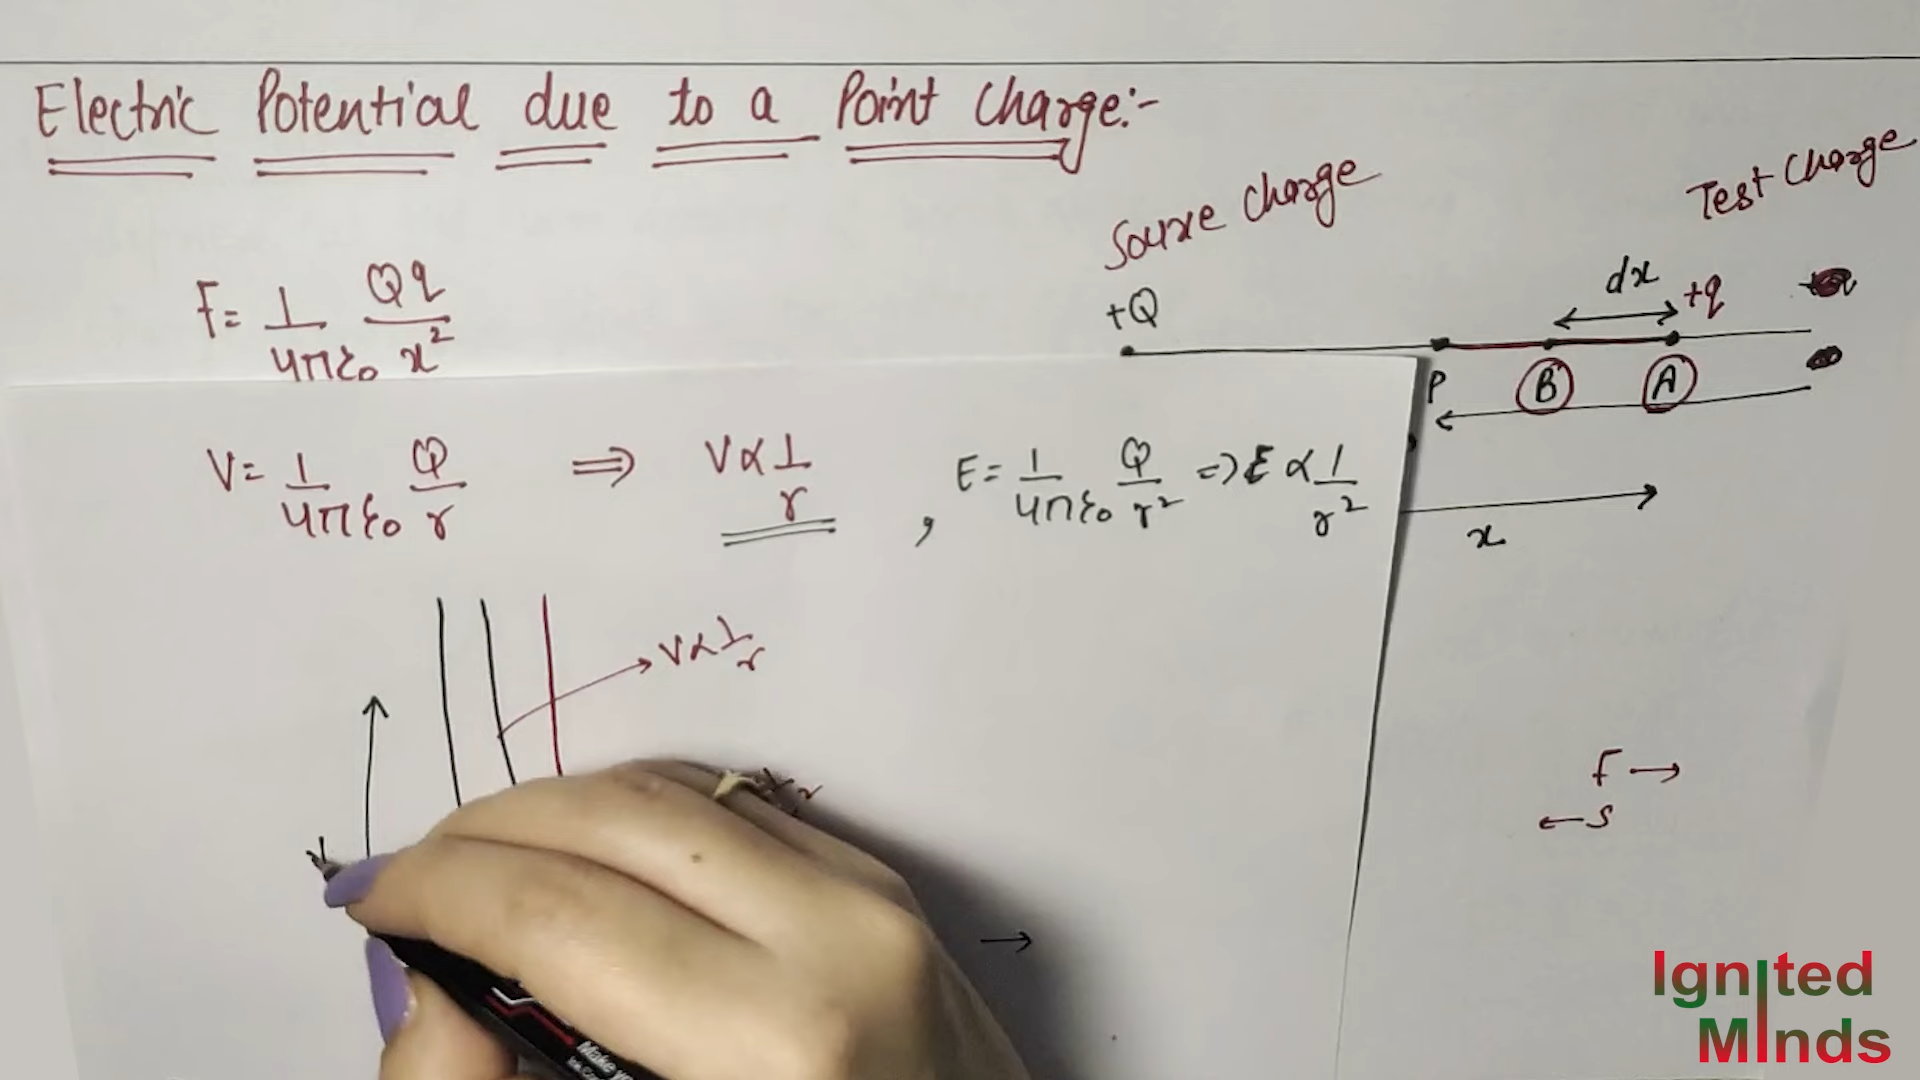 Electric Potential due to a Point Charge:-
Source Charge
Test Charge
F = 1/4πε₀ Qq/x²
+Q
dx
+q
P
B
A
V = 1/4πε₀ Q/r ⇒ V ∝ 1/r , E = 1/4πε₀ Q/r² ⇒ E ∝ 1/r²
x
V ∝ 1/r
F →
← S
Make
Ignited
Minds